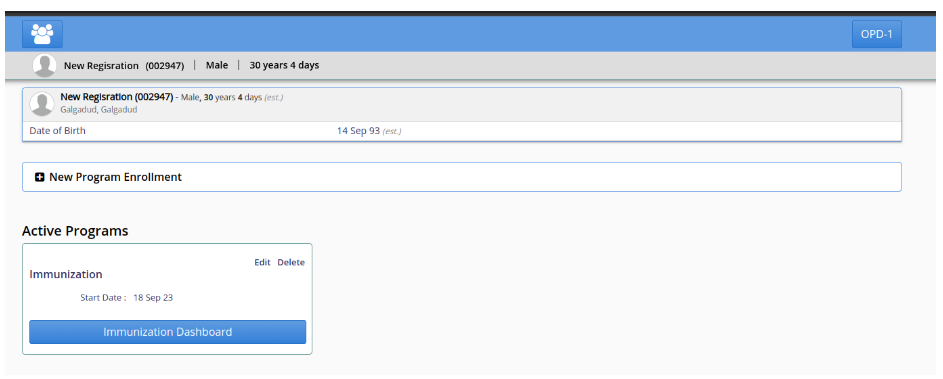 OPD-1
New Regisration (002947) | Male | 30 years 4 days
New Regisration (002947) - Male, 30 years 4 days (est.)
Galgadud, Galgadud
Date of Birth 14 Sep 93 (est.)
New Program Enrollment
Active Programs
Edit Delete
Immunization
Start Date : 18 Sep 23
Immunization Dashboard